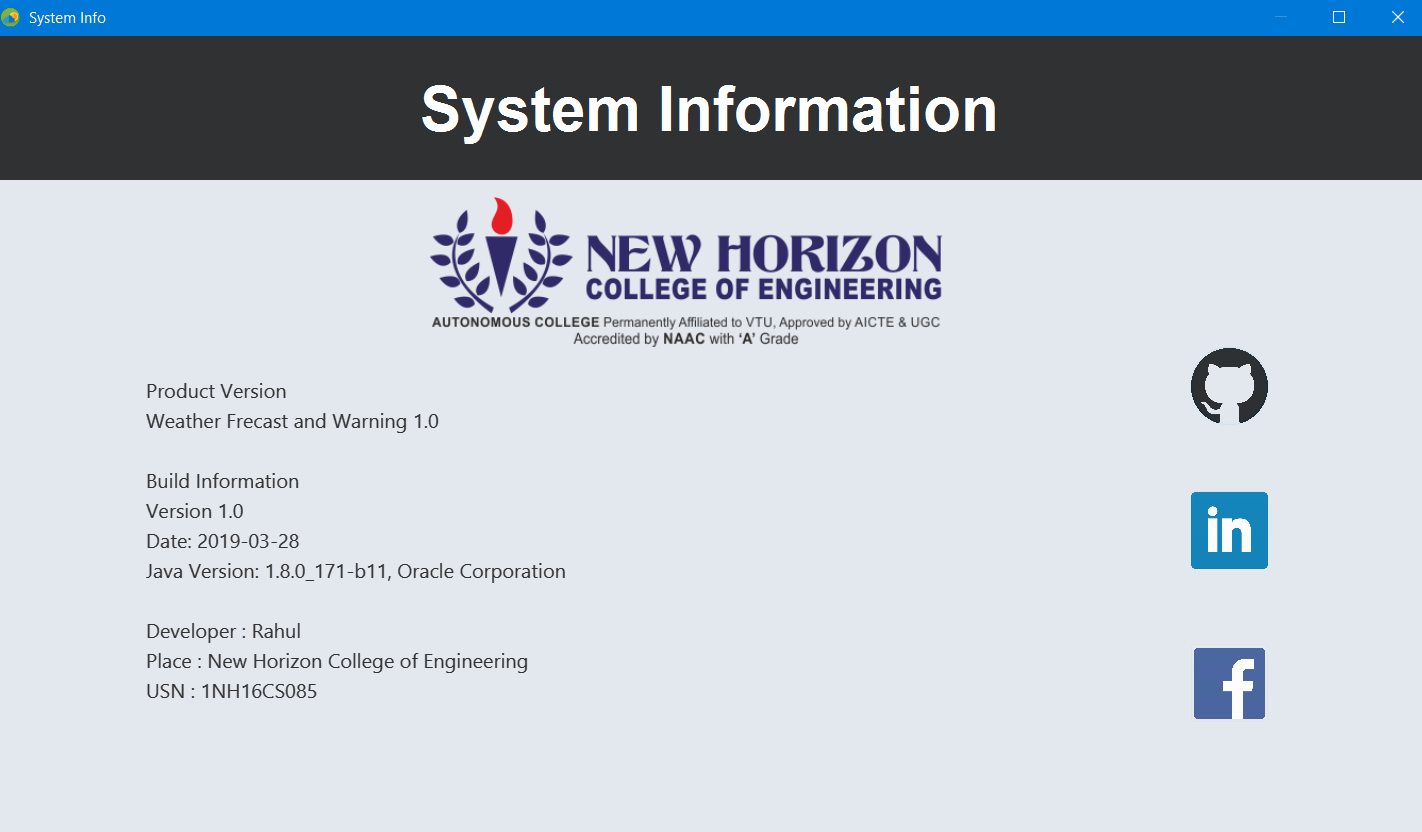 System Info
System Information
NEW HORIZON
COLLEGE OF ENGINEERING
AUTONOMOUS COLLEGE Permanently Affiliated to VTU, Approved by AICTE & UGC
Accredited by NAAC with ‘A’ Grade
Product Version
Weather Frecast and Warning 1.0
Build Information
Version 1.0
Date: 2019-03-28
Java Version: 1.8.0_171-b11, Oracle Corporation
Developer : Rahul
Place : New Horizon College of Engineering
USN : 1NH16CS085
in
f